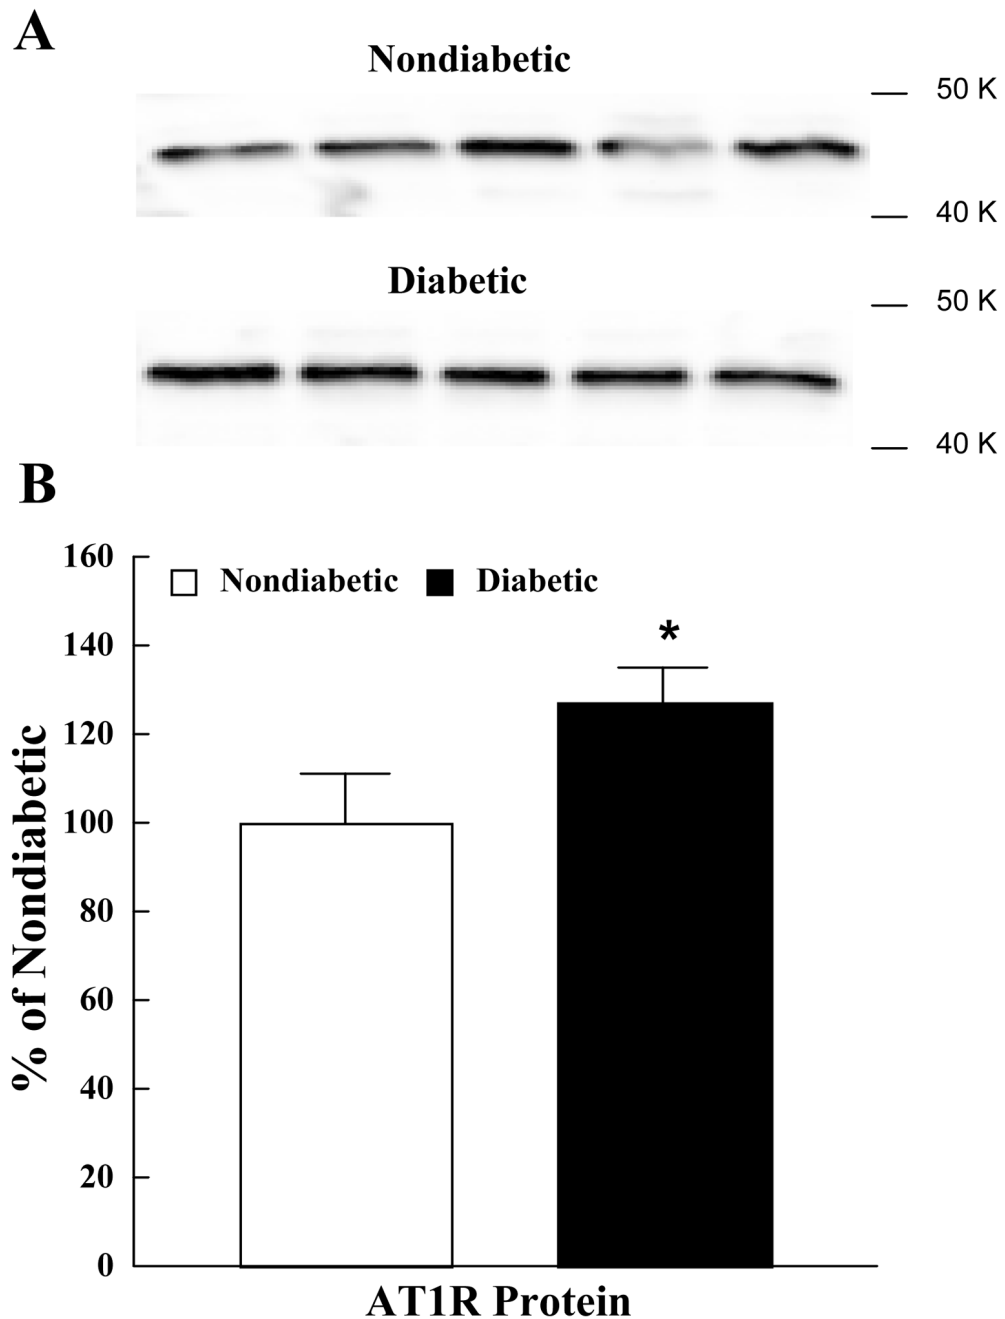 A
Nondiabetic
50 K
40 K
Diabetic
50 K
40 K
B
160
140
120
100
80
60
40
20
0
% of Nondiabetic
Nondiabetic Diabetic
*
AT1R Protein